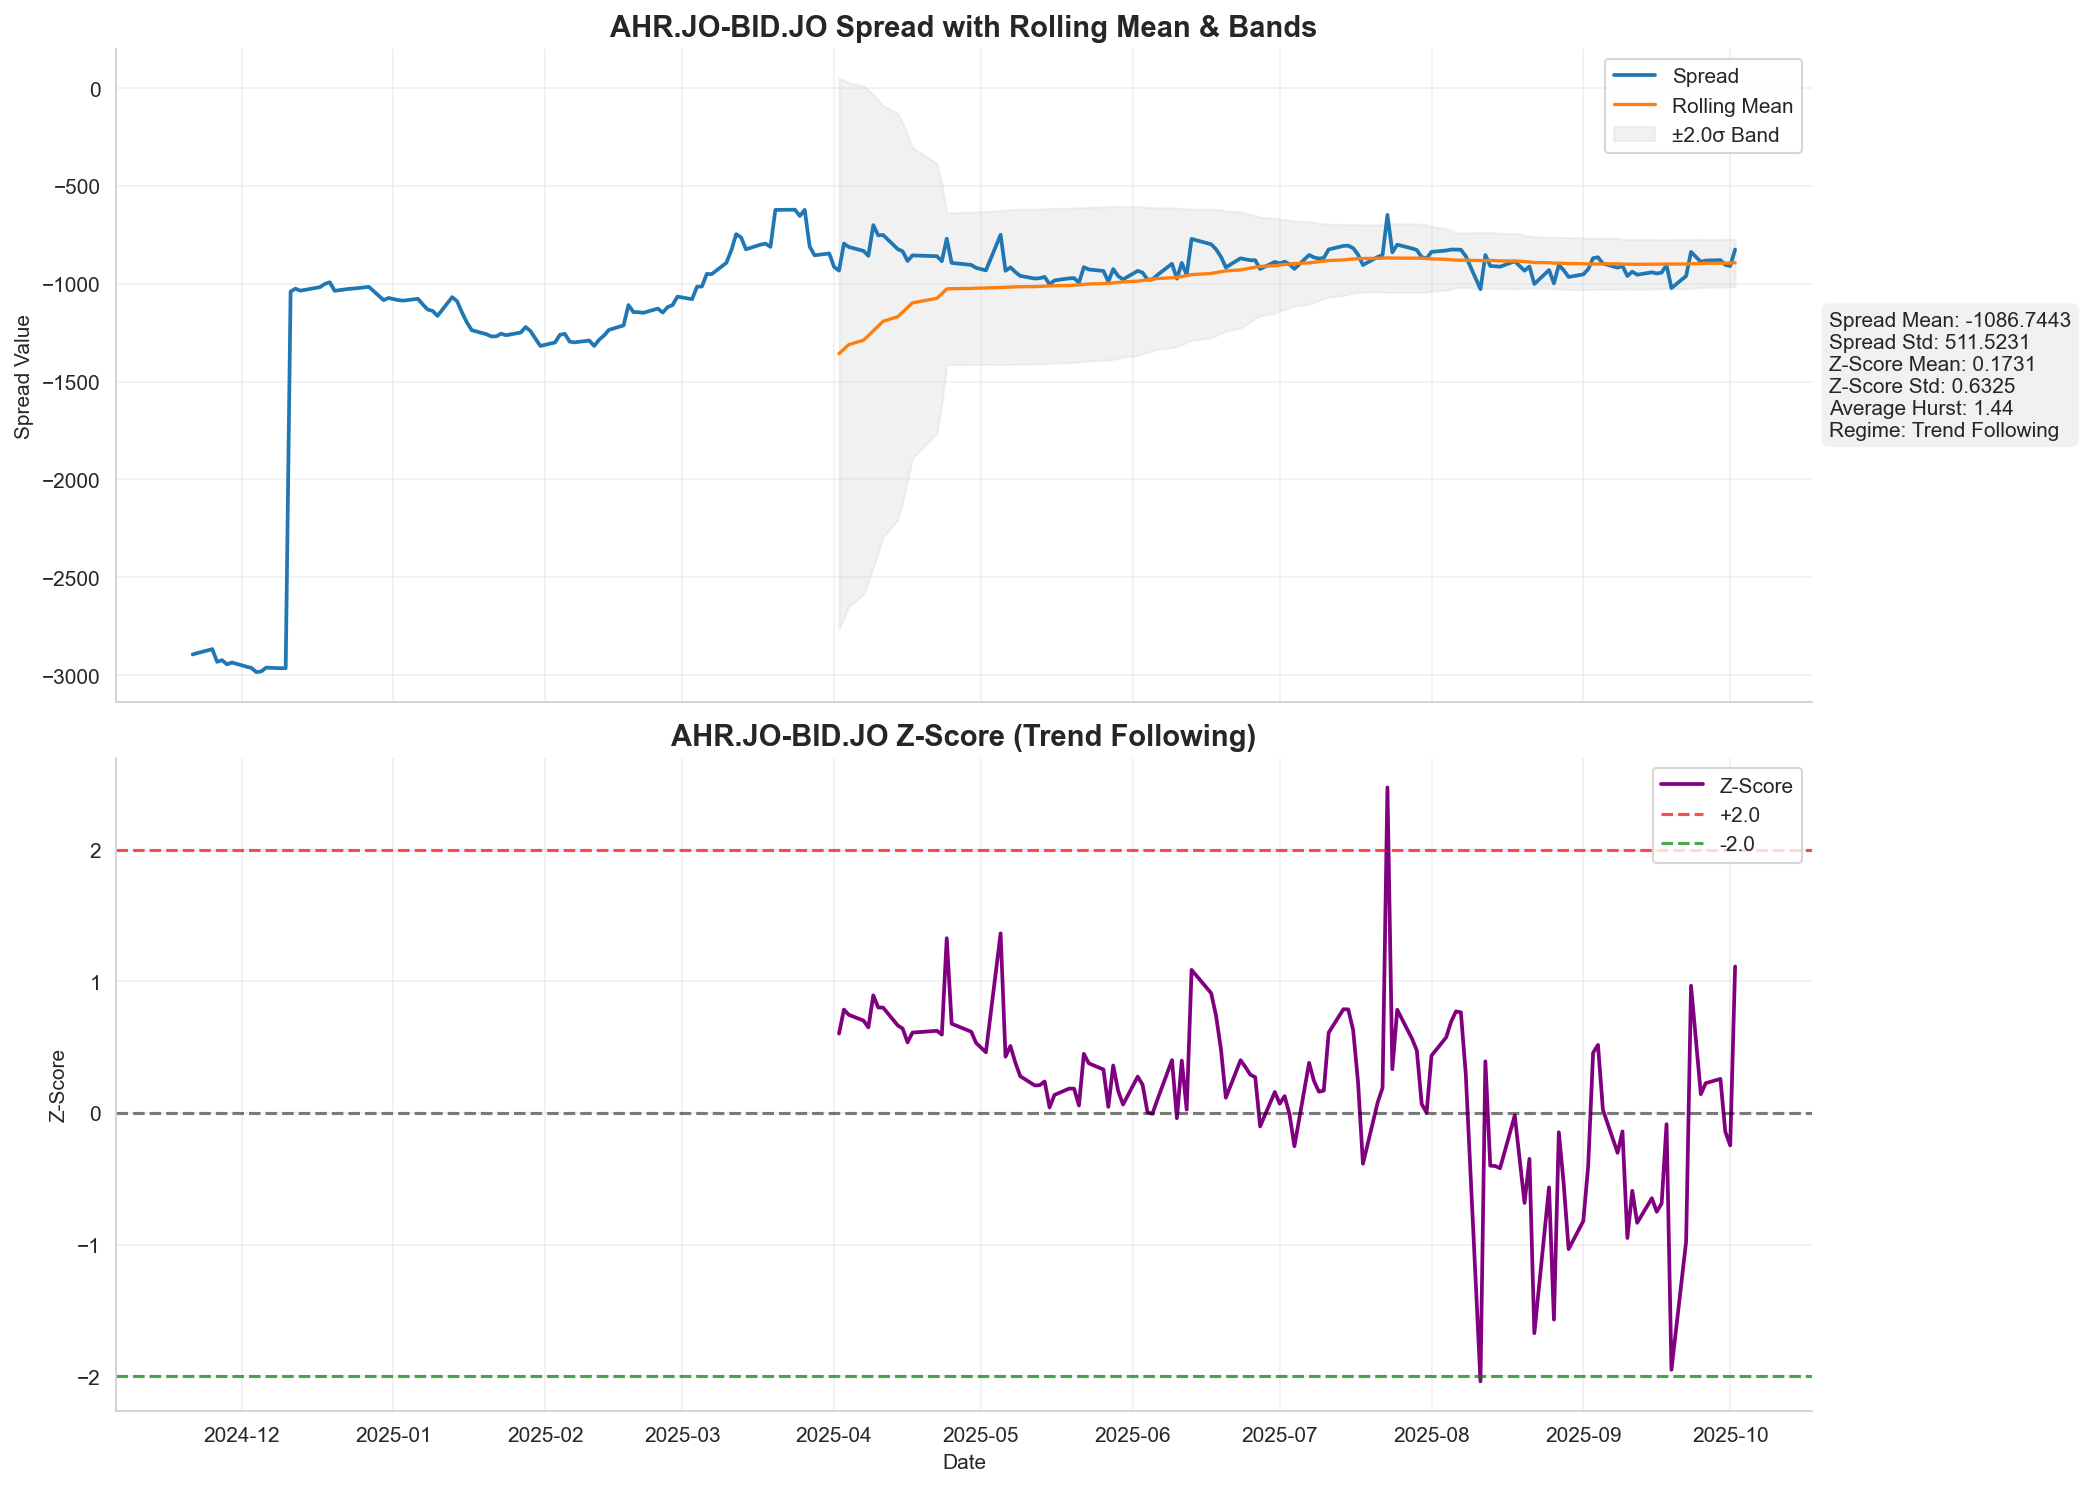 AHR.JO-BID.JO Spread with Rolling Mean & Bands
Spread
Rolling Mean
±2.0σ Band
0
−500
−1000
−1500
−2000
−2500
−3000
Spread Value
Spread Mean: -1086.7443
Spread Std: 511.5231
Z-Score Mean: 0.1731
Z-Score Std: 0.6325
Average Hurst: 1.44
Regime: Trend Following
AHR.JO-BID.JO Z-Score (Trend Following)
Z-Score
+2.0
-2.0
2
1
0
−1
−2
Z-Score
2024-12 2025-01 2025-02 2025-03 2025-04 2025-05 2025-06 2025-07 2025-08 2025-09 2025-10
Date